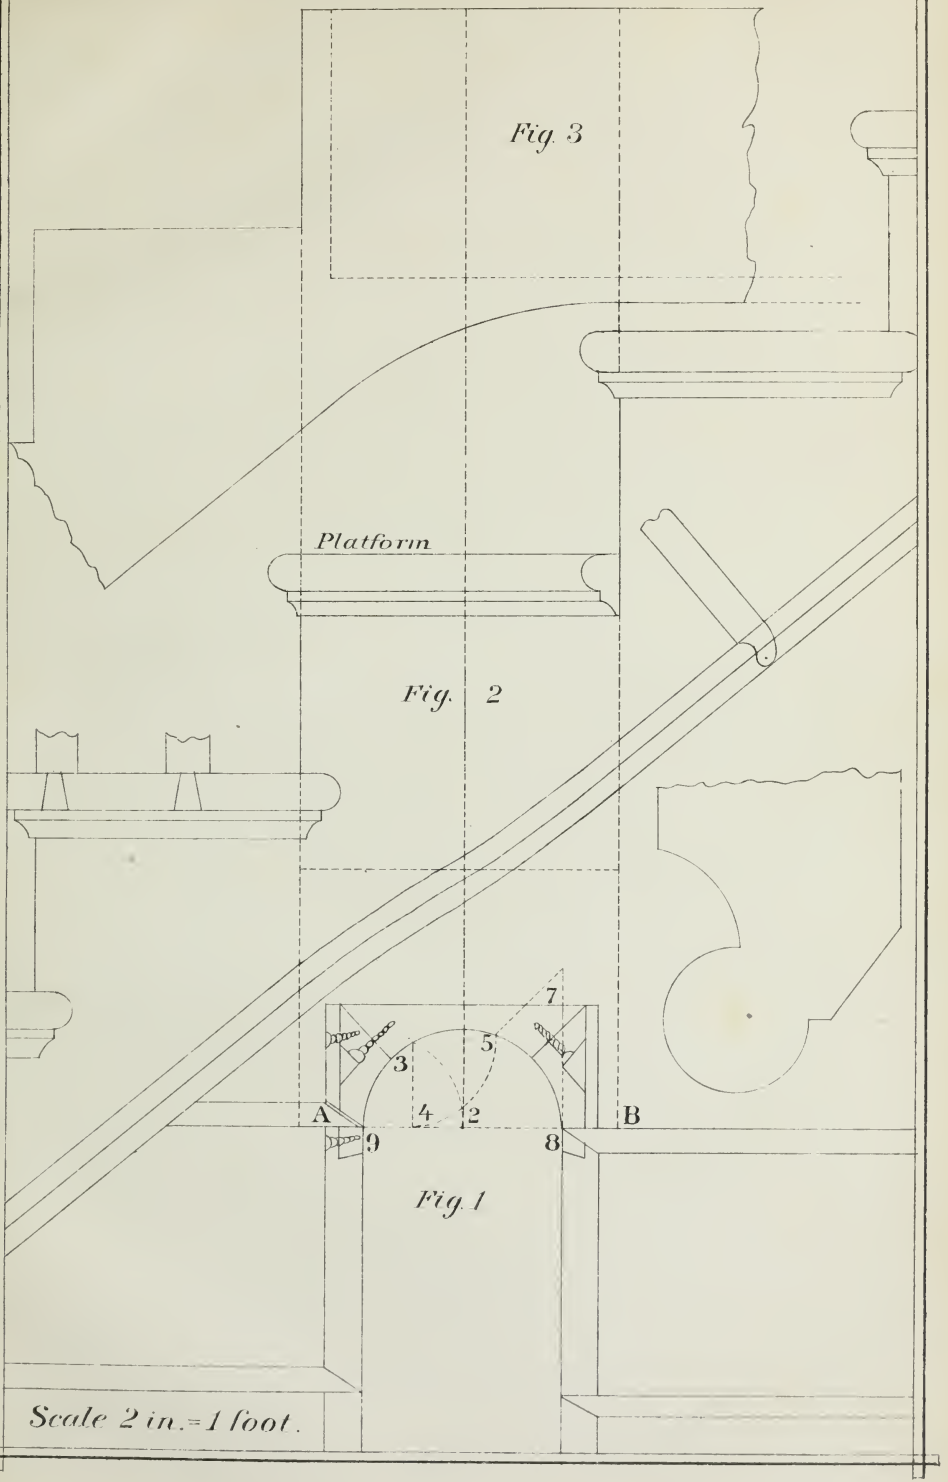 Fig. 3
Platform
Fig. 2
7
5
3
A 4 2 B
9 8
Fig. 1
Scale 2 in.=1 foot.